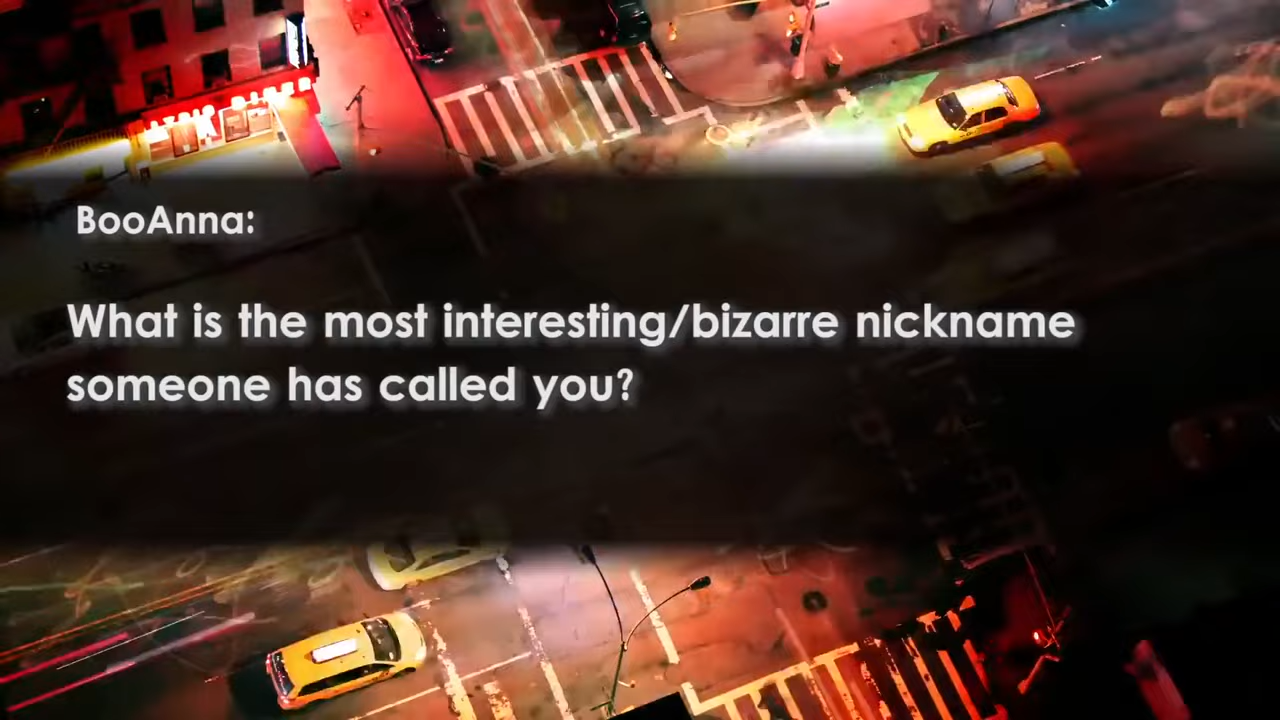 BooAnna:
What is the most interesting/bizarre nickname
someone has called you?